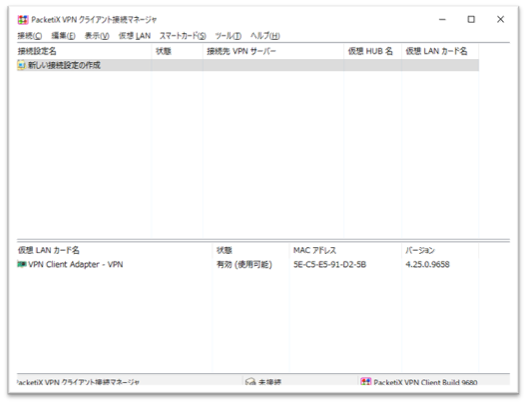 PacketiX VPN クライアント接続マネージャ
接続(C) 編集(E) 表示(V) 仮想 LAN スマートカード(S) ツール(T) ヘルプ(H)
接続設定名 状態 接続先 VPN サーバー 仮想 HUB 名 仮想 LAN カード名
新しい接続設定の作成
仮想 LAN カード名 状態 MAC アドレス バージョン
VPN Client Adapter - VPN 有効 (使用可能) 5E-C5-E5-91-D2-5B 4.25.0.9658
PacketiX VPN クライアント接続マネージャ 未接続 PacketiX VPN Client Build 9680